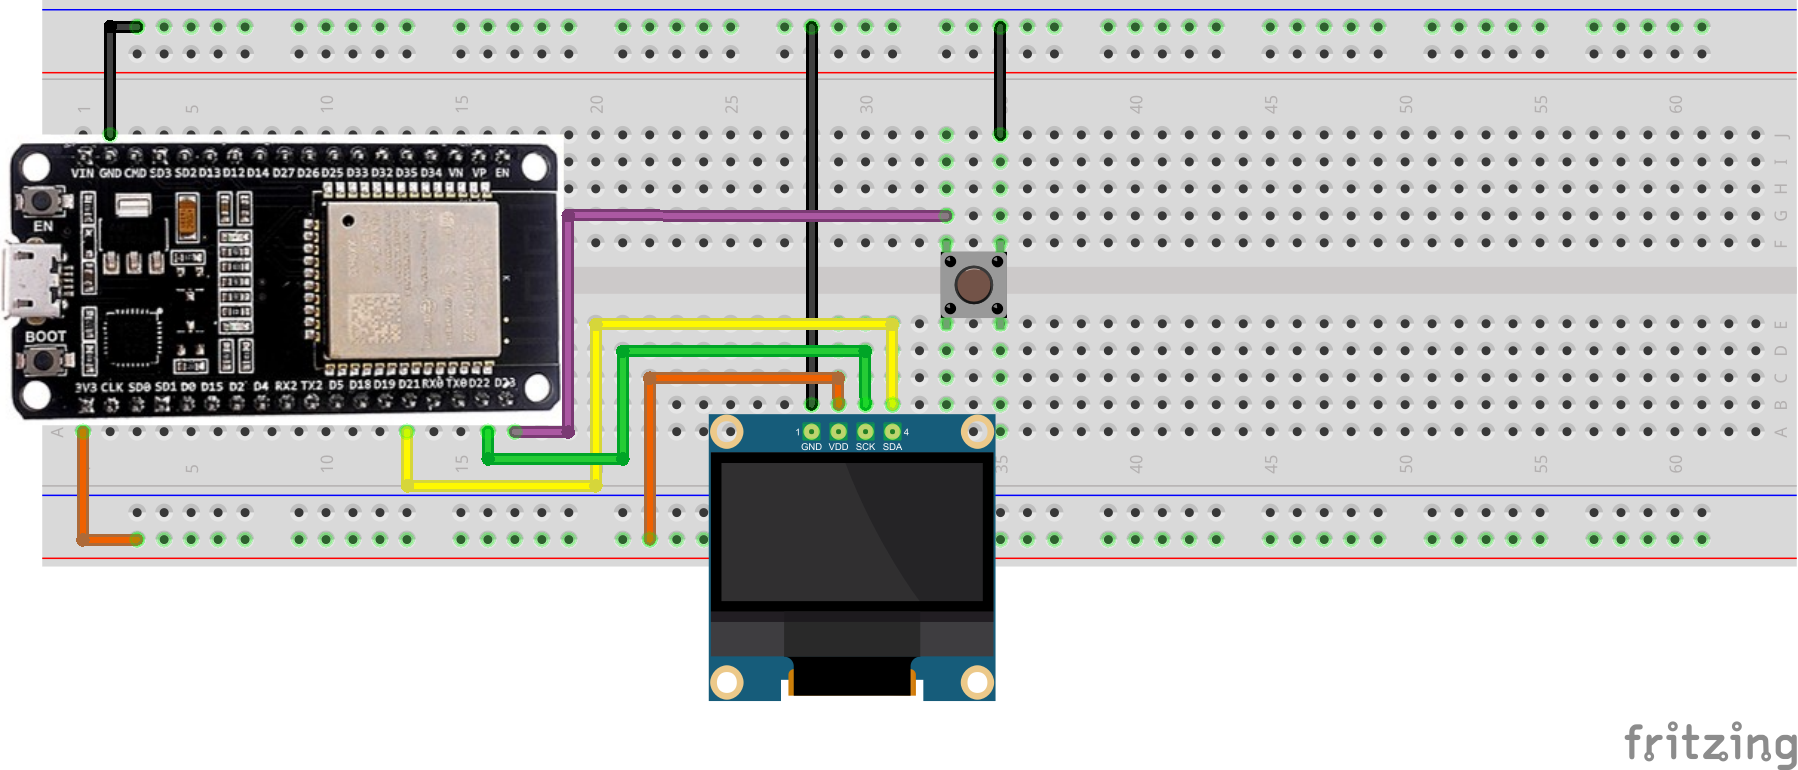 1 5 10 15 20 25 30 40 45 50 55 60
J
I
VIN GND CMD SD3 SD2 D13 D12 D14 D27 D26 D25 D33 D32 D35 D34 VN VP EN
H
EN
G
F
BOOT
E
D
3V3 CLK SD0 SD1 D0 D15 D2 D4 RX2 TX2 D5 D18 D19 D21 RX0 TX0 D22 D23
C
B
A 1 4 A
GND VDD SCK SDA
5 10 15 35 40 45 50 55 60
fritzing